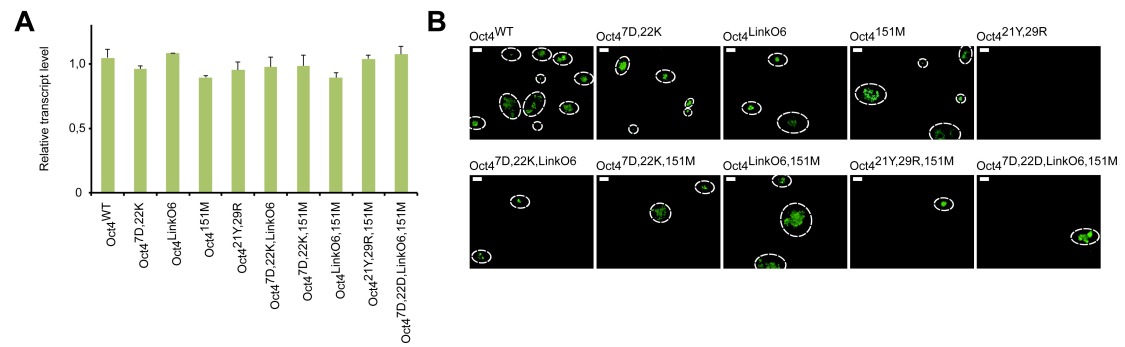 A
Relative transcript level
1,0
0,5
0
Oct4WT
Oct47D,22K
Oct4LinkO6
Oct4151M
Oct421Y,29R
Oct47D,22K,LinkO6
Oct47D,22K,151M
Oct4LinkO6,151M
Oct421Y,29R,151M
Oct47D,22D,LinkO6,151M
B
Oct4WT
Oct47D,22K
Oct4LinkO6
Oct4151M
Oct421Y,29R
Oct47D,22K,LinkO6
Oct47D,22K,151M
Oct4LinkO6,151M
Oct421Y,29R,151M
Oct47D,22D,LinkO6,151M